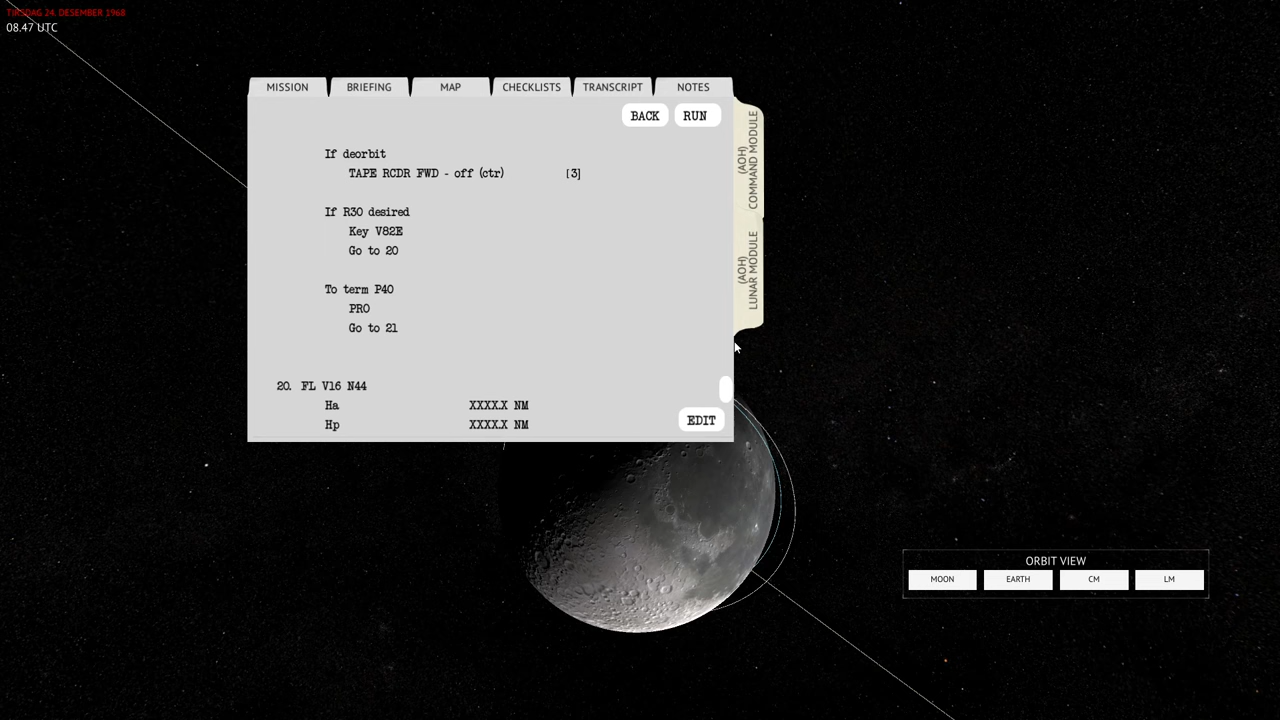 TIRSDAG 24. DESEMBER 1968
08.47 UTC
MISSION BRIEFING MAP CHECKLISTS TRANSCRIPT NOTES
BACK RUN
If deorbit
TAPE RCDR FWD - off (ctr) [3]
If R30 desired
Key V82E
Go to 20
To term P40
PRO
Go to 21
20. FL V16 N44
Ha XXXX.X NM
Hp XXXX.X NM
EDIT
(AOH)
COMMAND MODULE
(AOH)
LUNAR MODULE
ORBIT VIEW
MOON EARTH CM LM